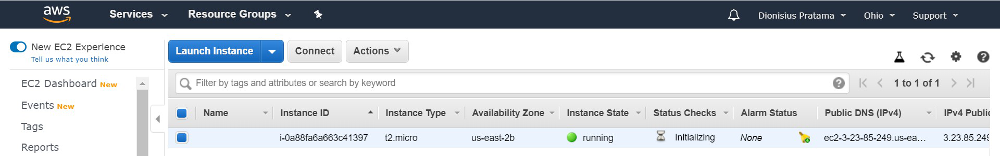 aws Services Resource Groups Dionisius Pratama Ohio Support
New EC2 Experience
Tell us what you think
EC2 Dashboard New
Events New
Tags
Reports
Launch Instance Connect Actions
Filter by tags and attributes or search by keyword 1 to 1 of 1
Name Instance ID Instance Type Availability Zone Instance State Status Checks Alarm Status Public DNS (IPv4) IPv4 Public
i-0a88fa6a663c41397 t2.micro us-east-2b running Initializing None ec2-3-23-85-249.us-ea... 3.23.85.249